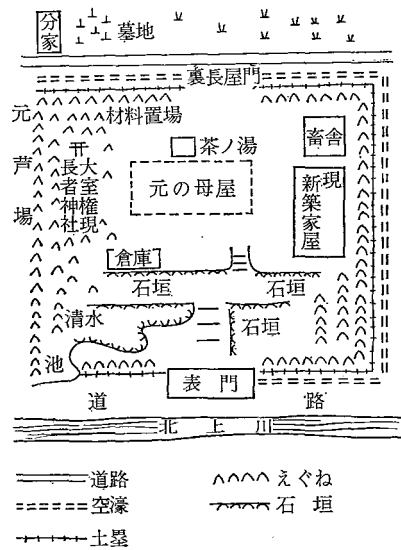 分家
墓地
裏長屋門
材料置場
元芦場
大室権現
長者神社
茶ノ湯
畜舎
元の母屋
現新築家屋
倉庫
石垣
石垣
清水
石垣
池
表門
道路
北上川
道路
えぐね
空濠
石垣
土塁